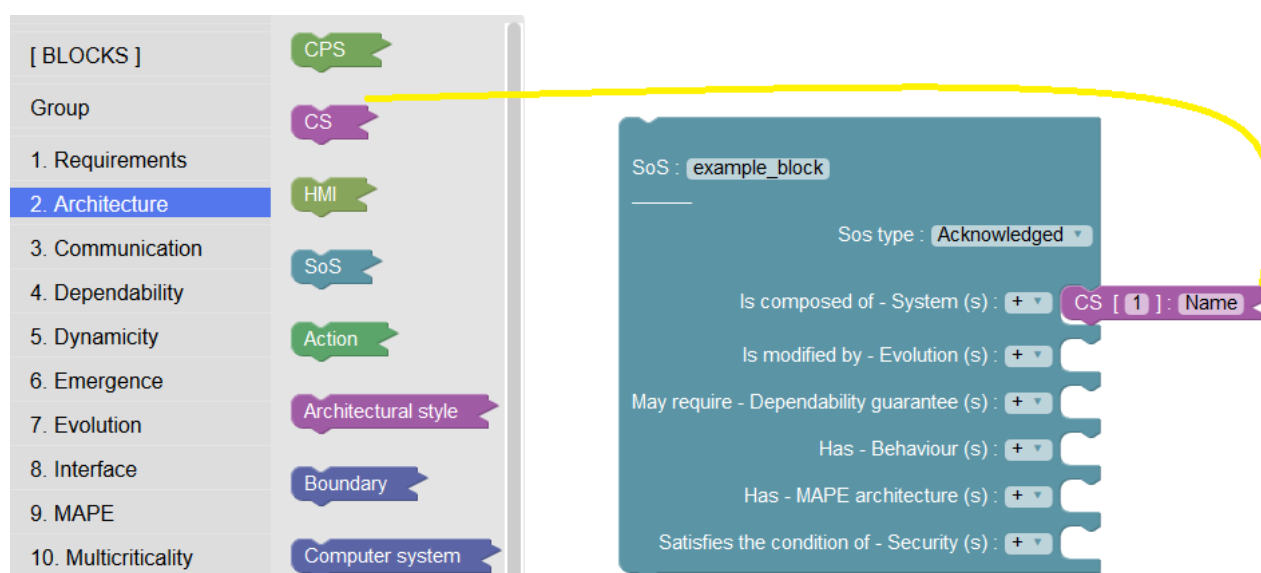 [ BLOCKS ]
Group
1. Requirements
2. Architecture
3. Communication
4. Dependability
5. Dynamicity
6. Emergence
7. Evolution
8. Interface
9. MAPE
10. Multicriticality
CPS
CS
HMI
SoS
Action
Architectural style
Boundary
Computer system
SoS : example_block
Sos type : Acknowledged
Is composed of - System (s) : + CS [ 1 ] : Name
Is modified by - Evolution (s) : +
May require - Dependability guarantee (s) : +
Has - Behaviour (s) : +
Has - MAPE architecture (s) : +
Satisfies the condition of - Security (s) : +